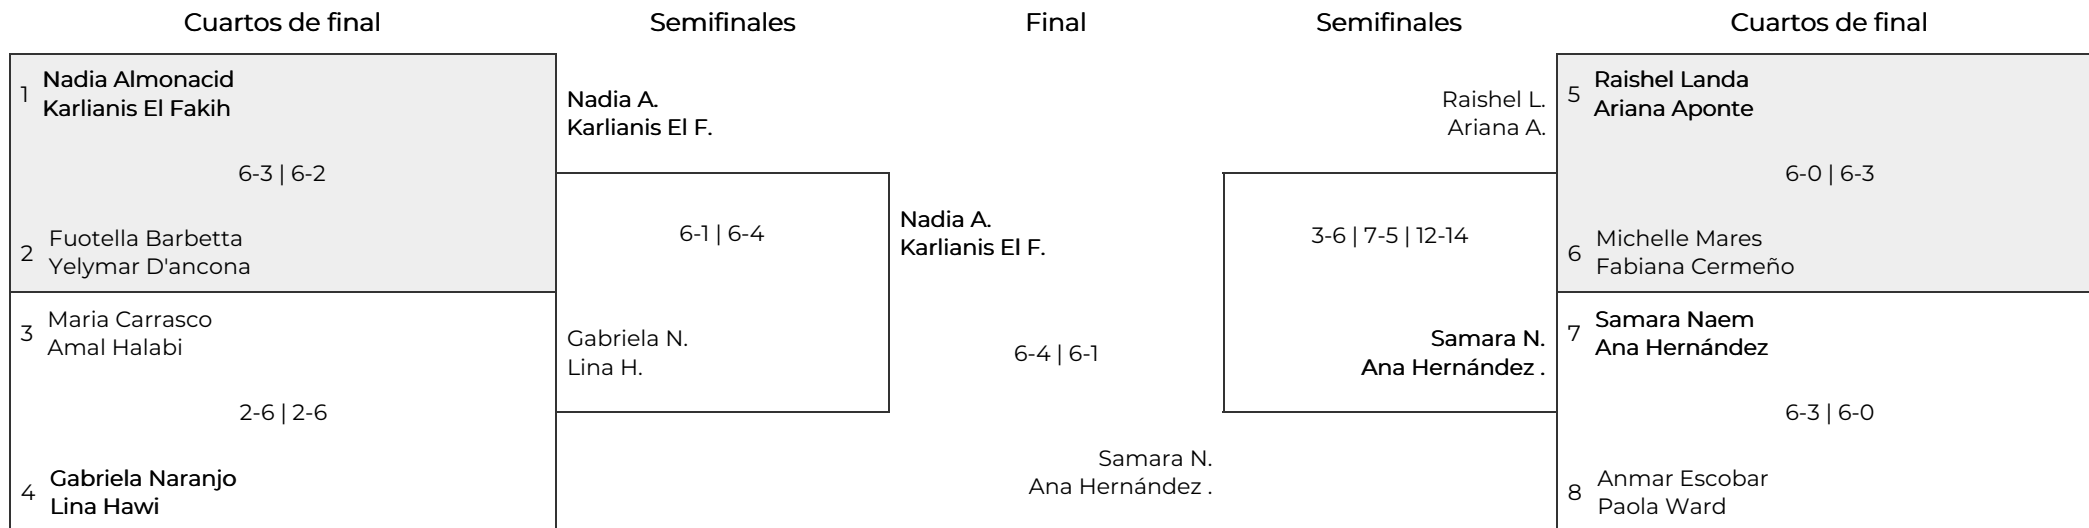 Cuartos de final
Semifinales
Final
Semifinales
Cuartos de final
1
Nadia Almonacid
Karlianis El Fakih
6-3 | 6-2
2
Fuotella Barbetta
Yelymar D'ancona
3
Maria Carrasco
Amal Halabi
2-6 | 2-6
4
Gabriela Naranjo
Lina Hawi
Nadia A.
Karlianis El F.
6-1 | 6-4
Gabriela N.
Lina H.
Nadia A.
Karlianis El F.
6-4 | 6-1
Samara N.
Ana Hernández .
Raishel L.
Ariana A.
3-6 | 7-5 | 12-14
Samara N.
Ana Hernández .
5
Raishel Landa
Ariana Aponte
6-0 | 6-3
6
Michelle Mares
Fabiana Cermeño
7
Samara Naem
Ana Hernández
6-3 | 6-0
8
Anmar Escobar
Paola Ward